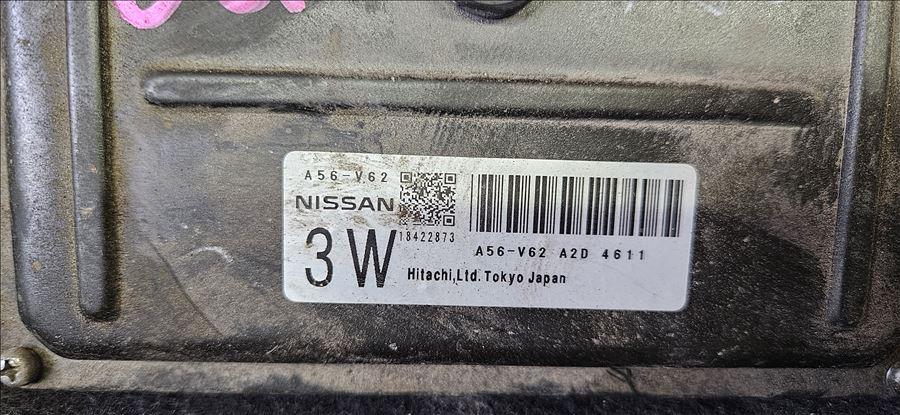 A56-V62
NISSAN
18422873
3W
A56-V62 A2D 4611
Hitachi,Ltd. Tokyo Japan